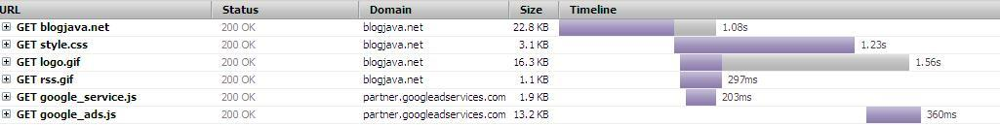 URL Status Domain Size Timeline
GET blogjava.net 200 OK blogjava.net 22.8 KB 1.08s
GET style.css 200 OK blogjava.net 3.1 KB 1.23s
GET logo.gif 200 OK blogjava.net 16.3 KB 1.56s
GET rss.gif 200 OK blogjava.net 1.1 KB 297ms
GET google_service.js 200 OK partner.googleadservices.com 1.9 KB 203ms
GET google_ads.js 200 OK partner.googleadservices.com 13.2 KB 360ms